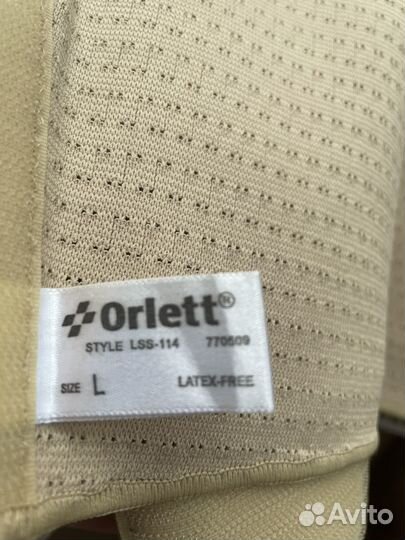 Orlett®
STYLE LSS-114 770509
SIZE L LATEX-FREE
Avito